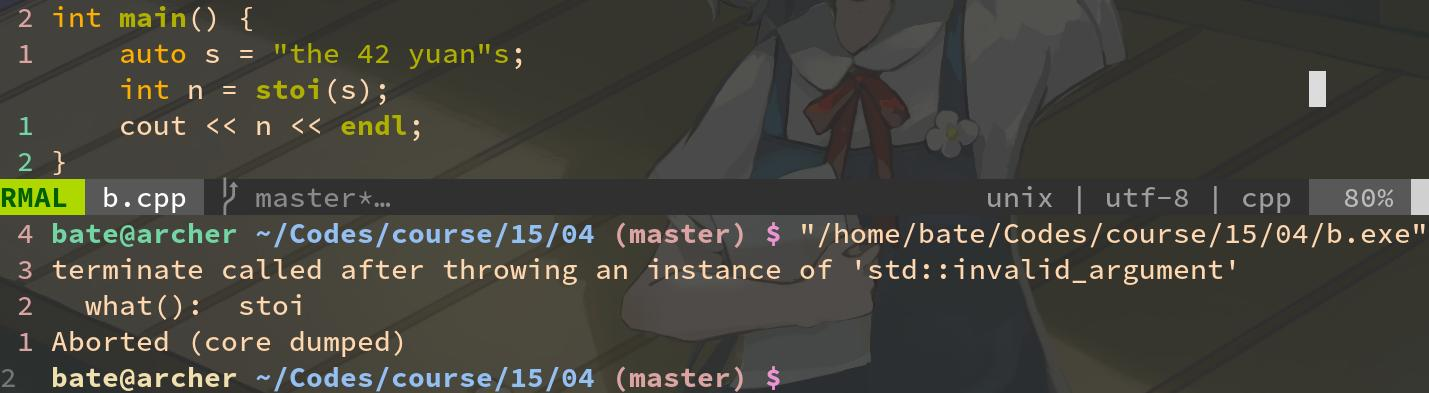 2 int main() {
1     auto s = "the 42 yuan"s;
      int n = stoi(s);
1     cout << n << endl;
2 }
RMAL b.cpp master*… unix | utf-8 | cpp 80%
4 bate@archer ~/Codes/course/15/04 (master) $ "/home/bate/Codes/course/15/04/b.exe"
3 terminate called after throwing an instance of 'std::invalid_argument'
2   what():  stoi
1 Aborted (core dumped)
2 bate@archer ~/Codes/course/15/04 (master) $